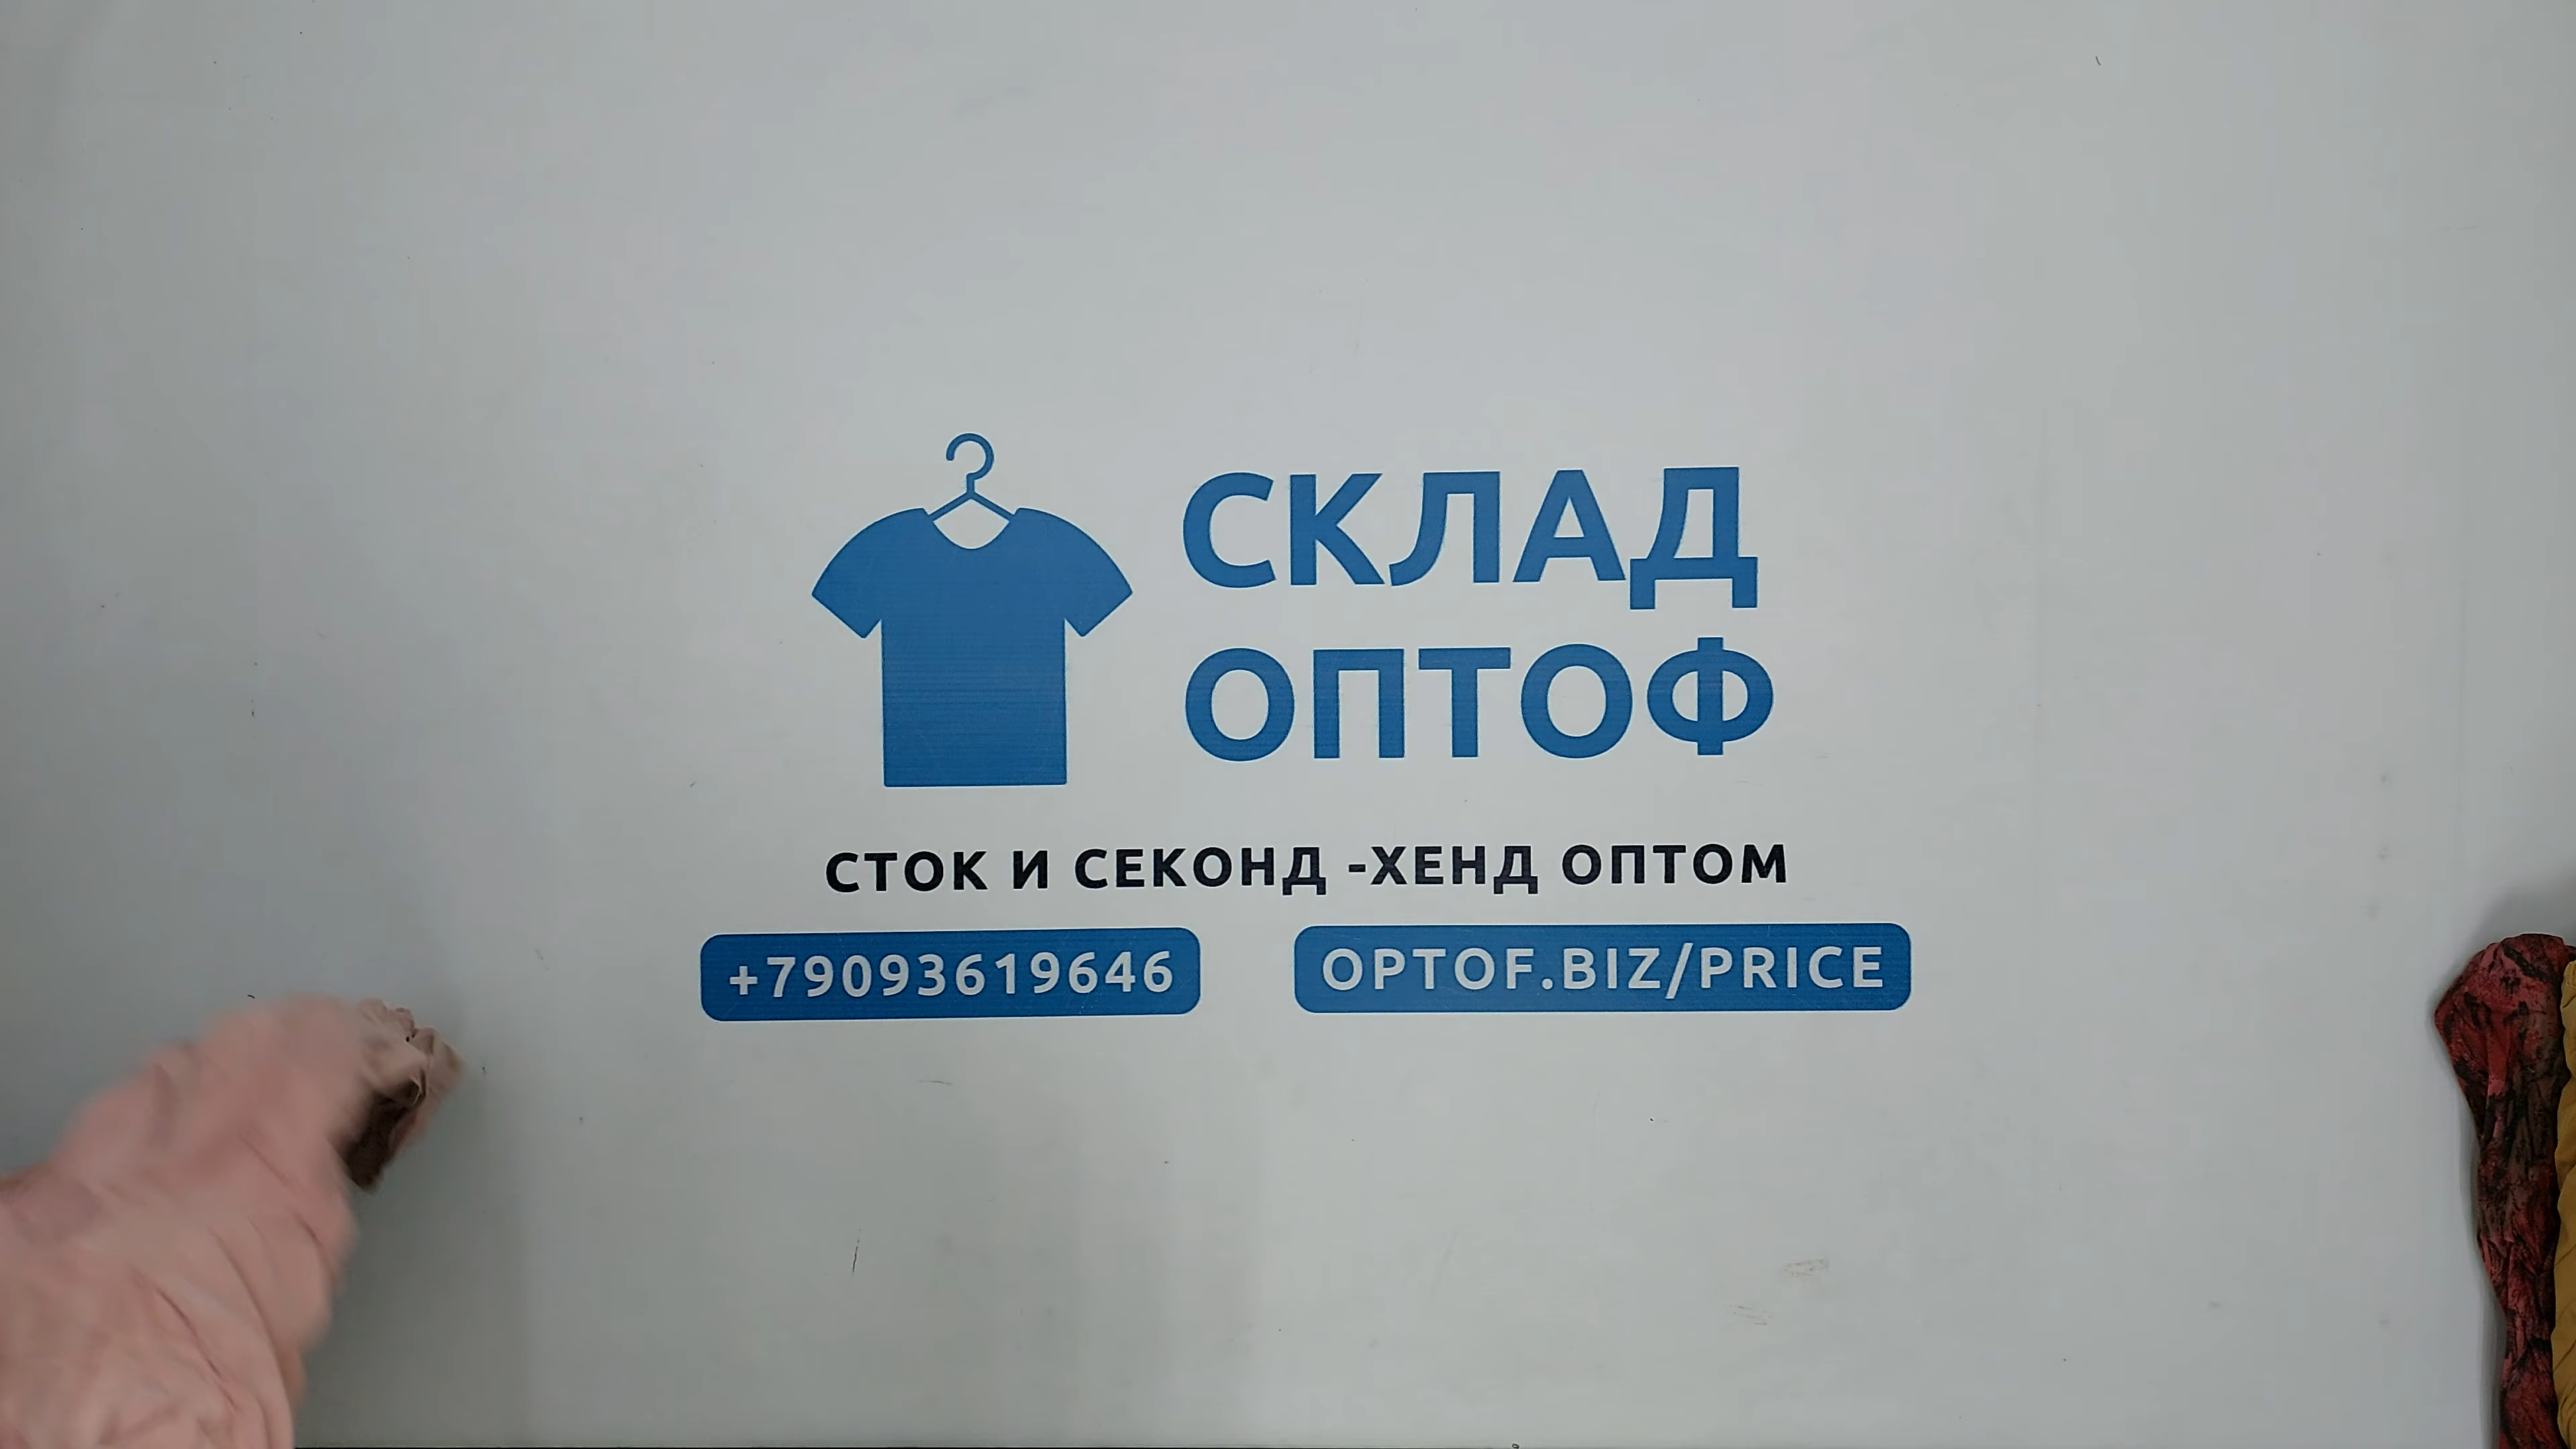 СКЛАД
ОПТОФ
СТОК И СЕКОНД -ХЕНД ОПТОМ
+79093619646
OPTOF.BIZ/PRICE